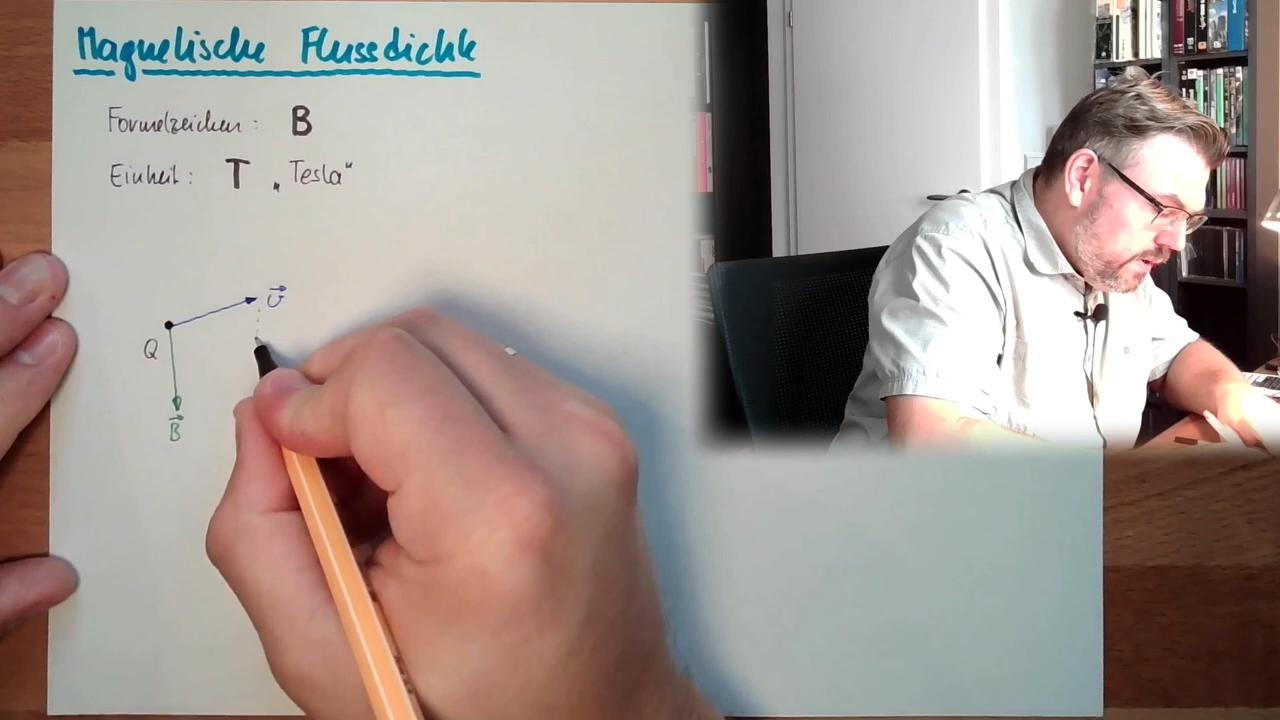 Magnetische Flussdichte
Formelzeichen: B
Einheit: T „Tesla“
v⃗
Q
B⃗